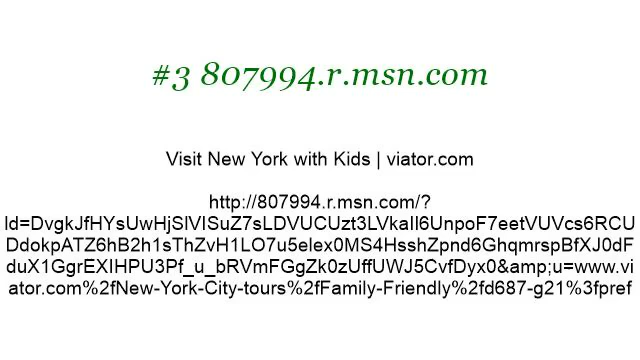 #3 807994.r.msn.com
Visit New York with Kids | viator.com
http://807994.r.msn.com/?
ld=DvgkJfHYsUwHjSlVISuZ7sLDVUCUzt3LVkaIl6UnpoF7eetVUVcs6RCU
DdokpATZ6hB2h1sThZvH1LO7u5elex0MS4HsshZpnd6GhqmrspBfXJ0dF
duX1GgrEXIHPU3Pf_u_bRVmFGgZk0zUffUWJ5CvfDyx0&amp;u=www.vi
ator.com%2fNew-York-City-tours%2fFamily-Friendly%2fd687-g21%3fpref